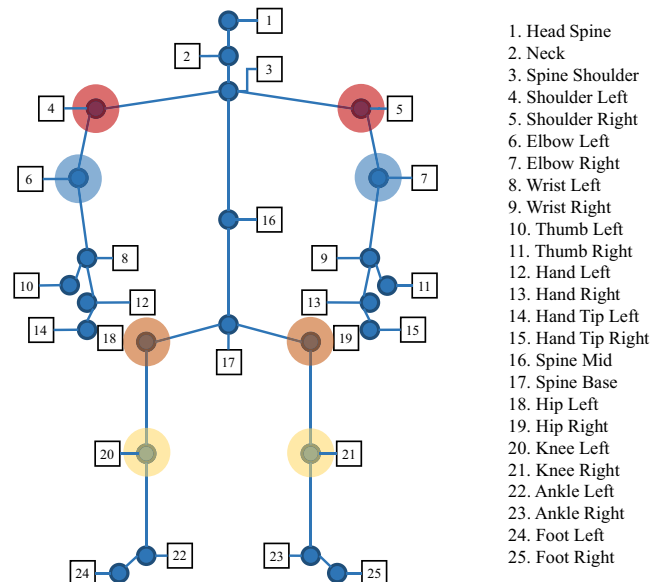 1
2
3
4
5
6
7
16
8
9
10
11
12
13
14
18
19
15
17
20
21
22
23
24
25
1. Head Spine
2. Neck
3. Spine Shoulder
4. Shoulder Left
5. Shoulder Right
6. Elbow Left
7. Elbow Right
8. Wrist Left
9. Wrist Right
10. Thumb Left
11. Thumb Right
12. Hand Left
13. Hand Right
14. Hand Tip Left
15. Hand Tip Right
16. Spine Mid
17. Spine Base
18. Hip Left
19. Hip Right
20. Knee Left
21. Knee Right
22. Ankle Left
23. Ankle Right
24. Foot Left
25. Foot Right